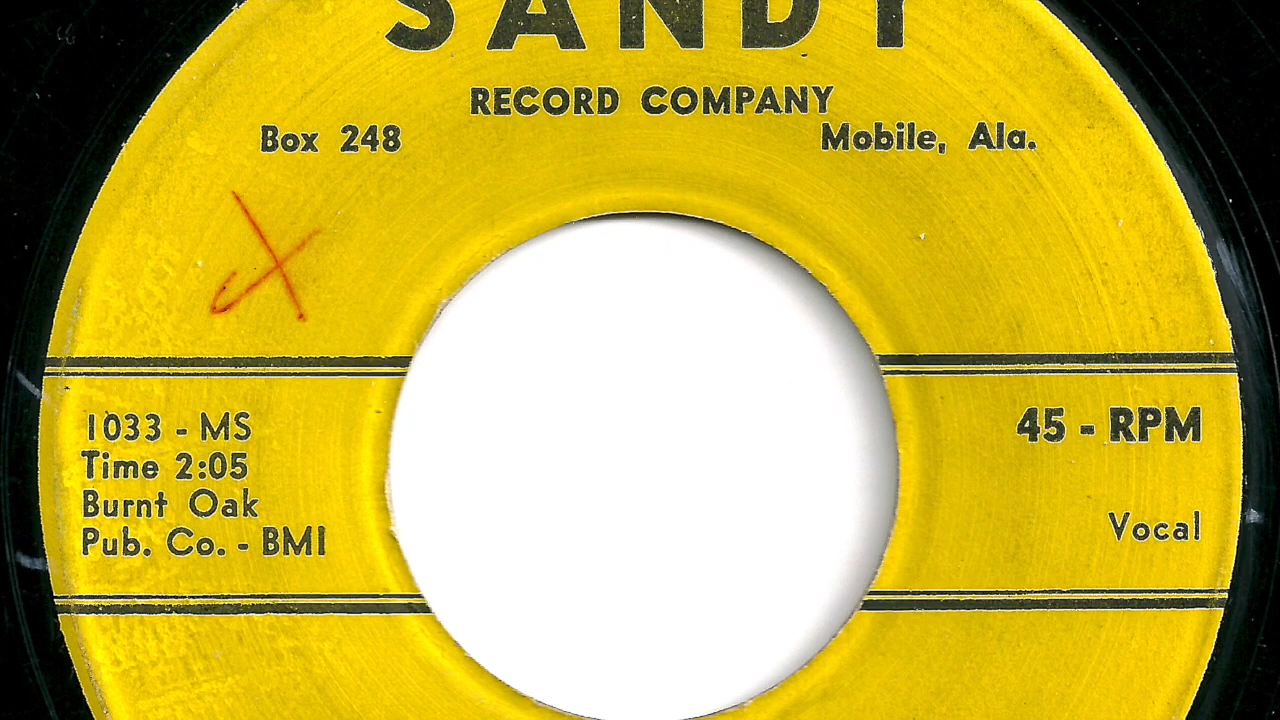 SANDY
RECORD COMPANY
Box 248
Mobile, Ala.
1033 - MS
Time 2:05
Burnt Oak
Pub. Co. - BMI
45 - RPM
Vocal